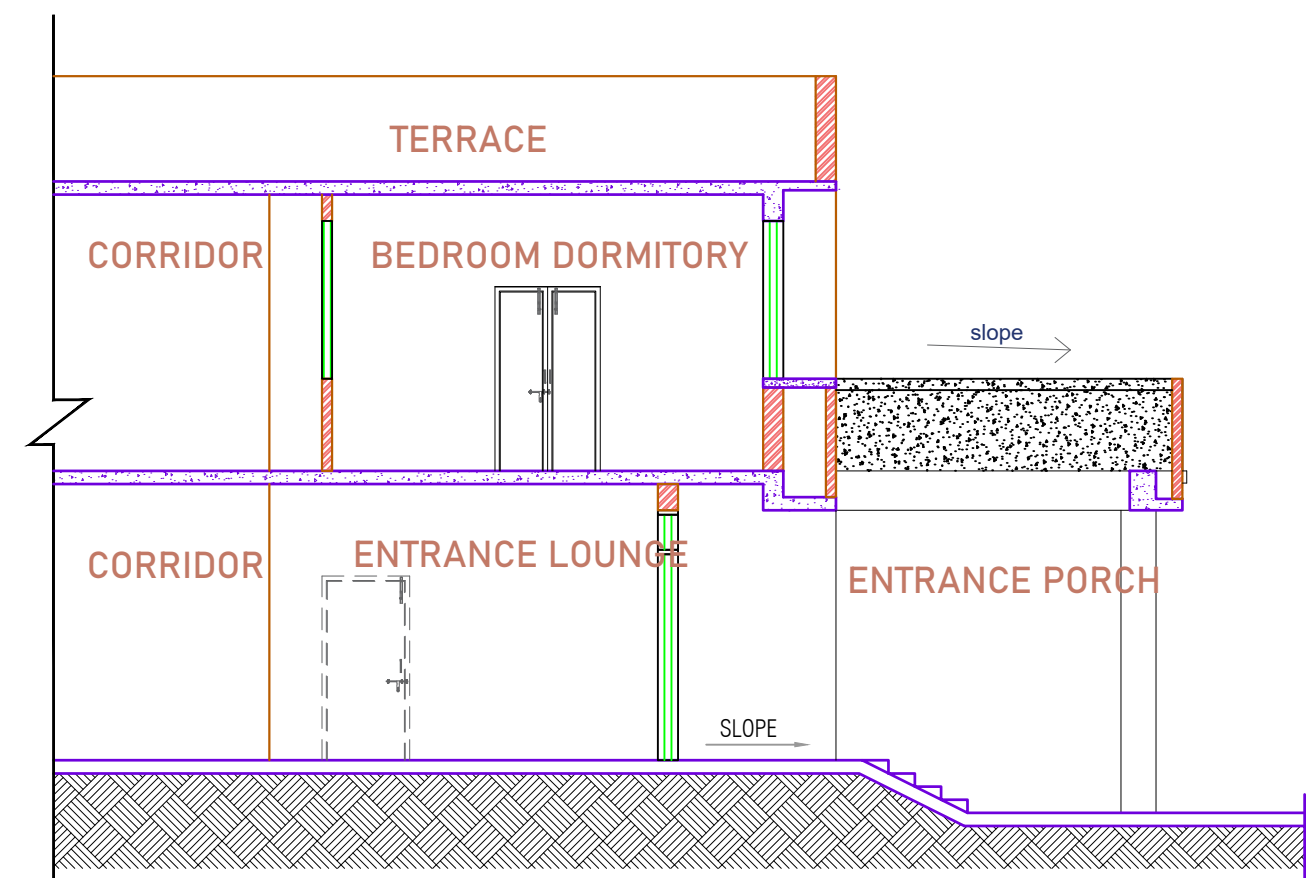 TERRACE
CORRIDOR
BEDROOM DORMITORY
slope
CORRIDOR
ENTRANCE LOUNGE
ENTRANCE PORCH
SLOPE